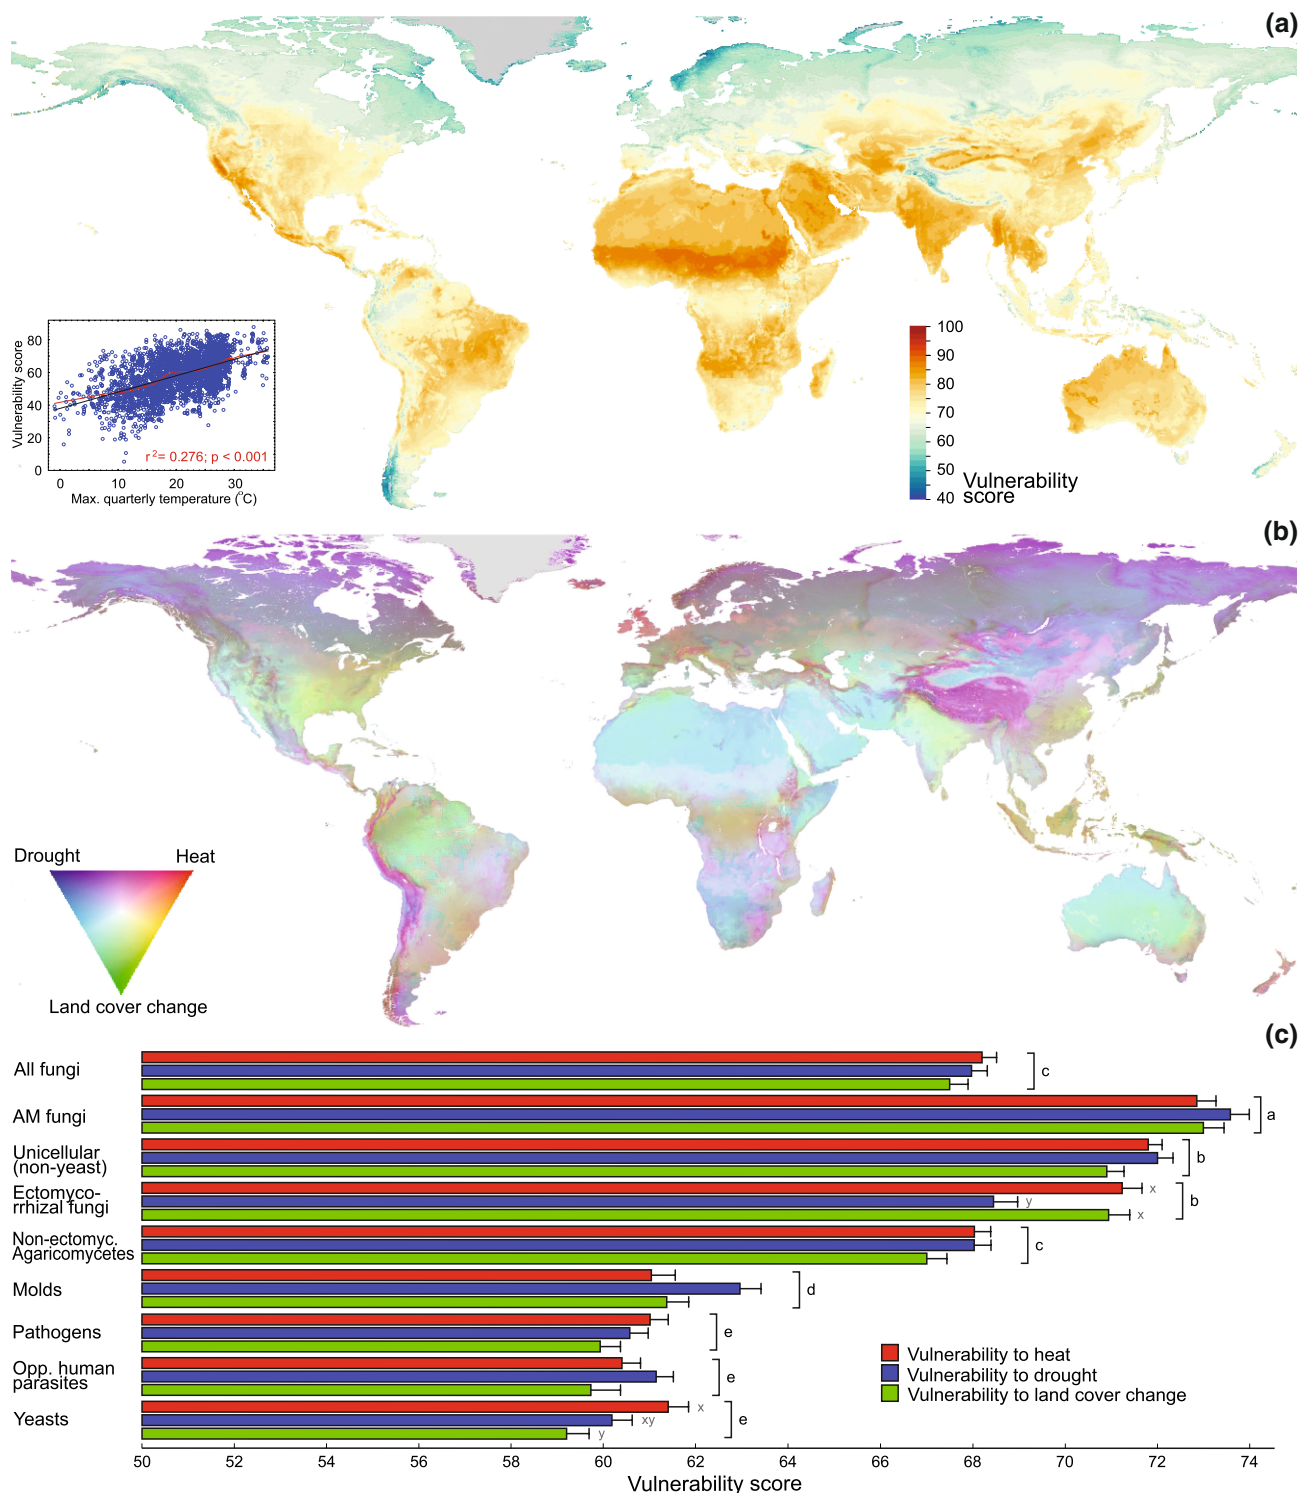 (a)
100
90
80
70
60
50
40
Vulnerability
score
80
60
40
20
0
Vulnerability score
r²= 0.276; p < 0.001
0
10
20
30
Max. quarterly temperature (°C)
(b)
Drought
Heat
Land cover change
(c)
All fungi
c
AM fungi
a
Unicellular
(non-yeast)
b
Ectomyco-
rrhizal fungi
x
y
x
b
Non-ectomyc.
Agaricomycetes
c
Molds
d
Pathogens
e
Opp. human
parasites
e
Yeasts
x
xy
y
e
Vulnerability to heat
Vulnerability to drought
Vulnerability to land cover change
50 52 54 56 58 60 62 64 66 68 70 72 74
Vulnerability score